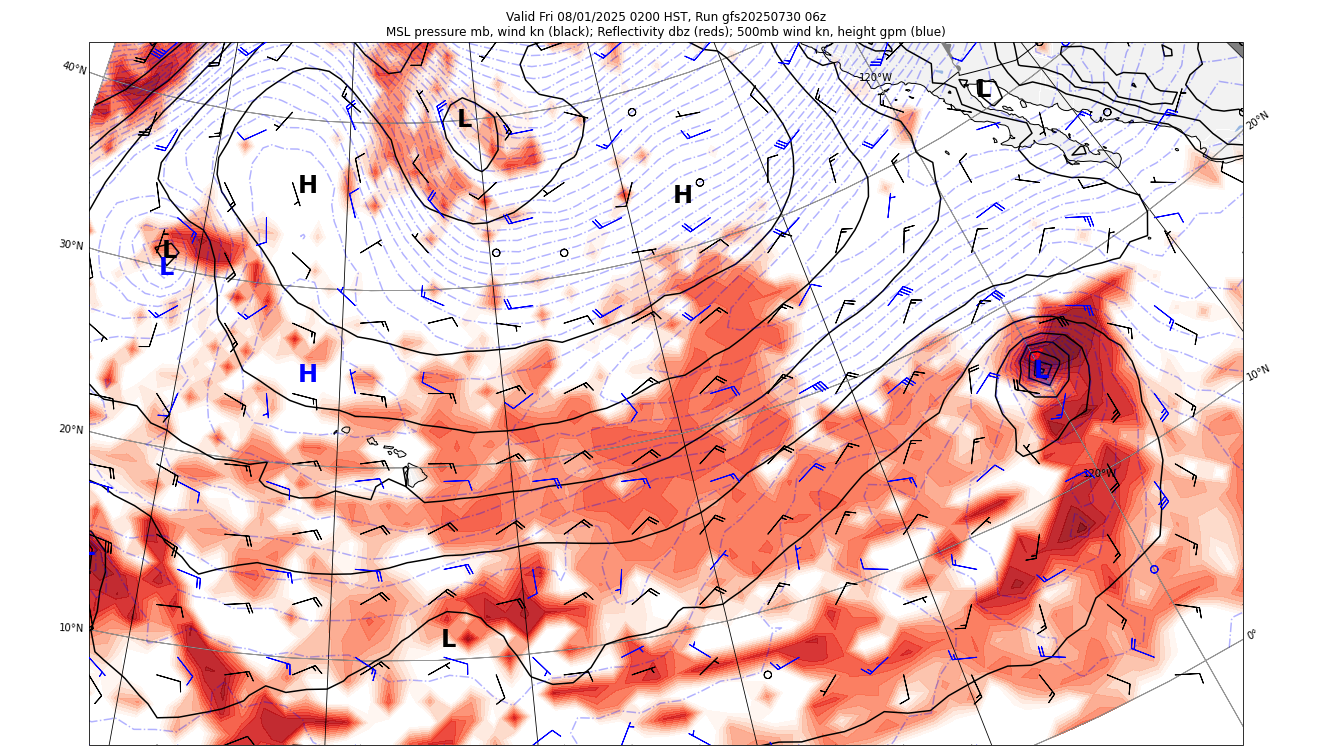 Valid Fri 08/01/2025 0200 HST, Run gfs20250730 06z
MSL pressure mb, wind kn (black); Reflectivity dbz (reds); 500mb wind kn, height gpm (blue)
40°N
120°W
L
L
20°N
H
H
30°N
L
L
H
L
10°N
20°N
120°W
10°N
L
0°